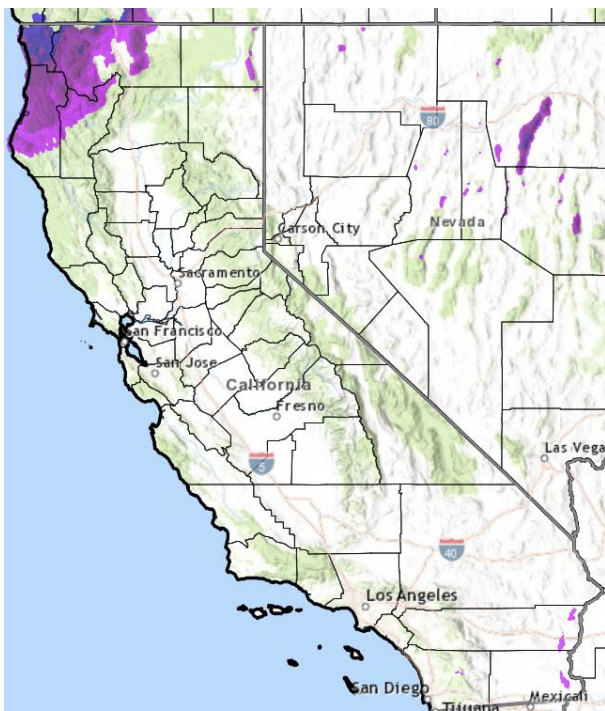 80
Nevada
Carson City
Sacramento
San Francisco
San Jose
California
Fresno
5
Las Vega
40
Los Angeles
San Diego
Tijuana
Mexicali